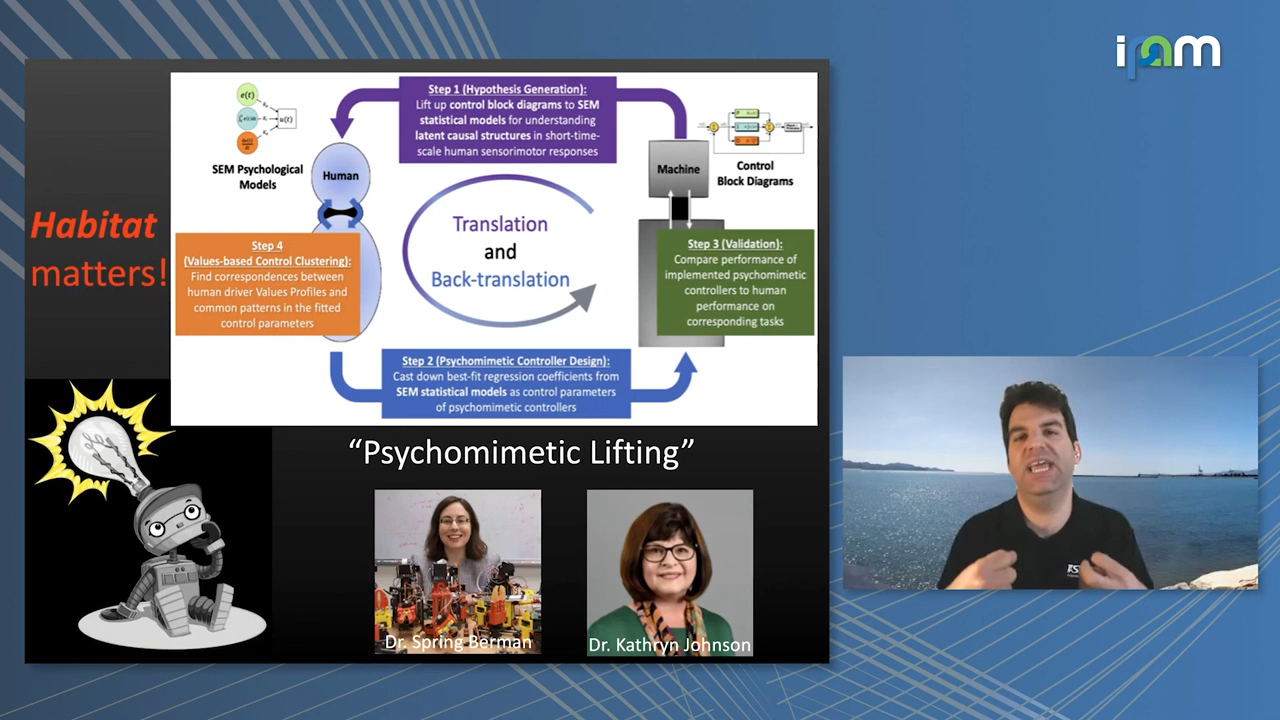 ipam
Habitat
matters!
e(t)
u(t)
SEM Psychological
Models
Human
Step 1 (Hypothesis Generation):
Lift up control block diagrams to SEM
statistical models for understanding
latent causal structures in short-time-
scale human sensorimotor responses
Machine
Control
Block Diagrams
Translation
and
Back-translation
Step 4
(Values-based Control Clustering):
Find correspondences between
human driver Values Profiles and
common patterns in the fitted
control parameters
Step 3 (Validation):
Compare performance of
implemented psychomimetic
controllers to human
performance on
corresponding tasks
Step 2 (Psychomimetic Controller Design):
Cast down best-fit regression coefficients from
SEM statistical models as control parameters
of psychomimetic controllers
“Psychomimetic Lifting”
Dr. Spring Berman
Dr. Kathryn Johnson